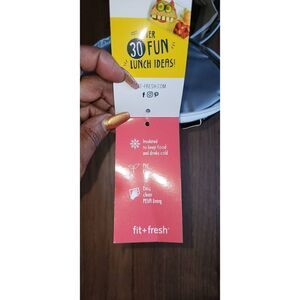 30 FUN
LUNCH IDEAS!
FRESH.COM
Insulated
to keep food
and drinks cold
Easy
clean
PEVA lining
fit+fresh